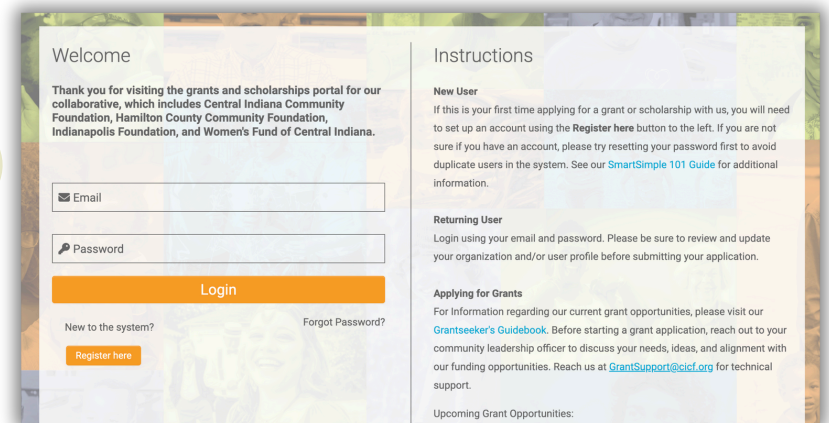 Welcome
Thank you for visiting the grants and scholarships portal for our
collaborative, which includes Central Indiana Community
Foundation, Hamilton County Community Foundation,
Indianapolis Foundation, and Women's Fund of Central Indiana.
Email
Password
Login
New to the system?
Forgot Password?
Register here
Instructions
New User
If this is your first time applying for a grant or scholarship with us, you will need
to set up an account using the Register here button to the left. If you are not
sure if you have an account, please try resetting your password first to avoid
duplicate users in the system. See our SmartSimple 101 Guide for additional
information.
Returning User
Login using your email and password. Please be sure to review and update
your organization and/or user profile before submitting your application.
Applying for Grants
For Information regarding our current grant opportunities, please visit our
Grantseeker's Guidebook. Before starting a grant application, reach out to your
community leadership officer to discuss your needs, ideas, and alignment with
our funding opportunities. Reach us at GrantSupport@cicf.org for technical
support.
Upcoming Grant Opportunities: